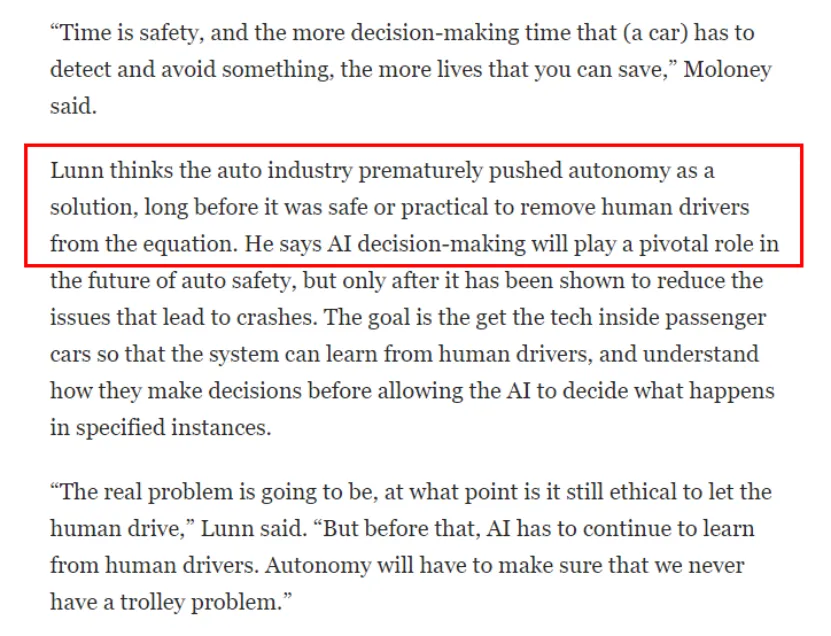 “Time is safety, and the more decision-making time that (a car) has to
detect and avoid something, the more lives that you can save,” Moloney
said.
Lunn thinks the auto industry prematurely pushed autonomy as a
solution, long before it was safe or practical to remove human drivers
from the equation. He says AI decision-making will play a pivotal role in
the future of auto safety, but only after it has been shown to reduce the
issues that lead to crashes. The goal is the get the tech inside passenger
cars so that the system can learn from human drivers, and understand
how they make decisions before allowing the AI to decide what happens
in specified instances.
“The real problem is going to be, at what point is it still ethical to let the
human drive,” Lunn said. “But before that, AI has to continue to learn
from human drivers. Autonomy will have to make sure that we never
have a trolley problem.”